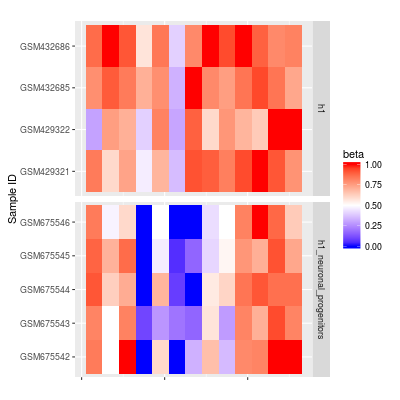 GSM432686
GSM432685
GSM429322
GSM429321
h1
GSM675546
GSM675545
GSM675544
GSM675543
GSM675542
h1_neuronal_progenitors
Sample ID
beta
1.00
0.75
0.50
0.25
0.00